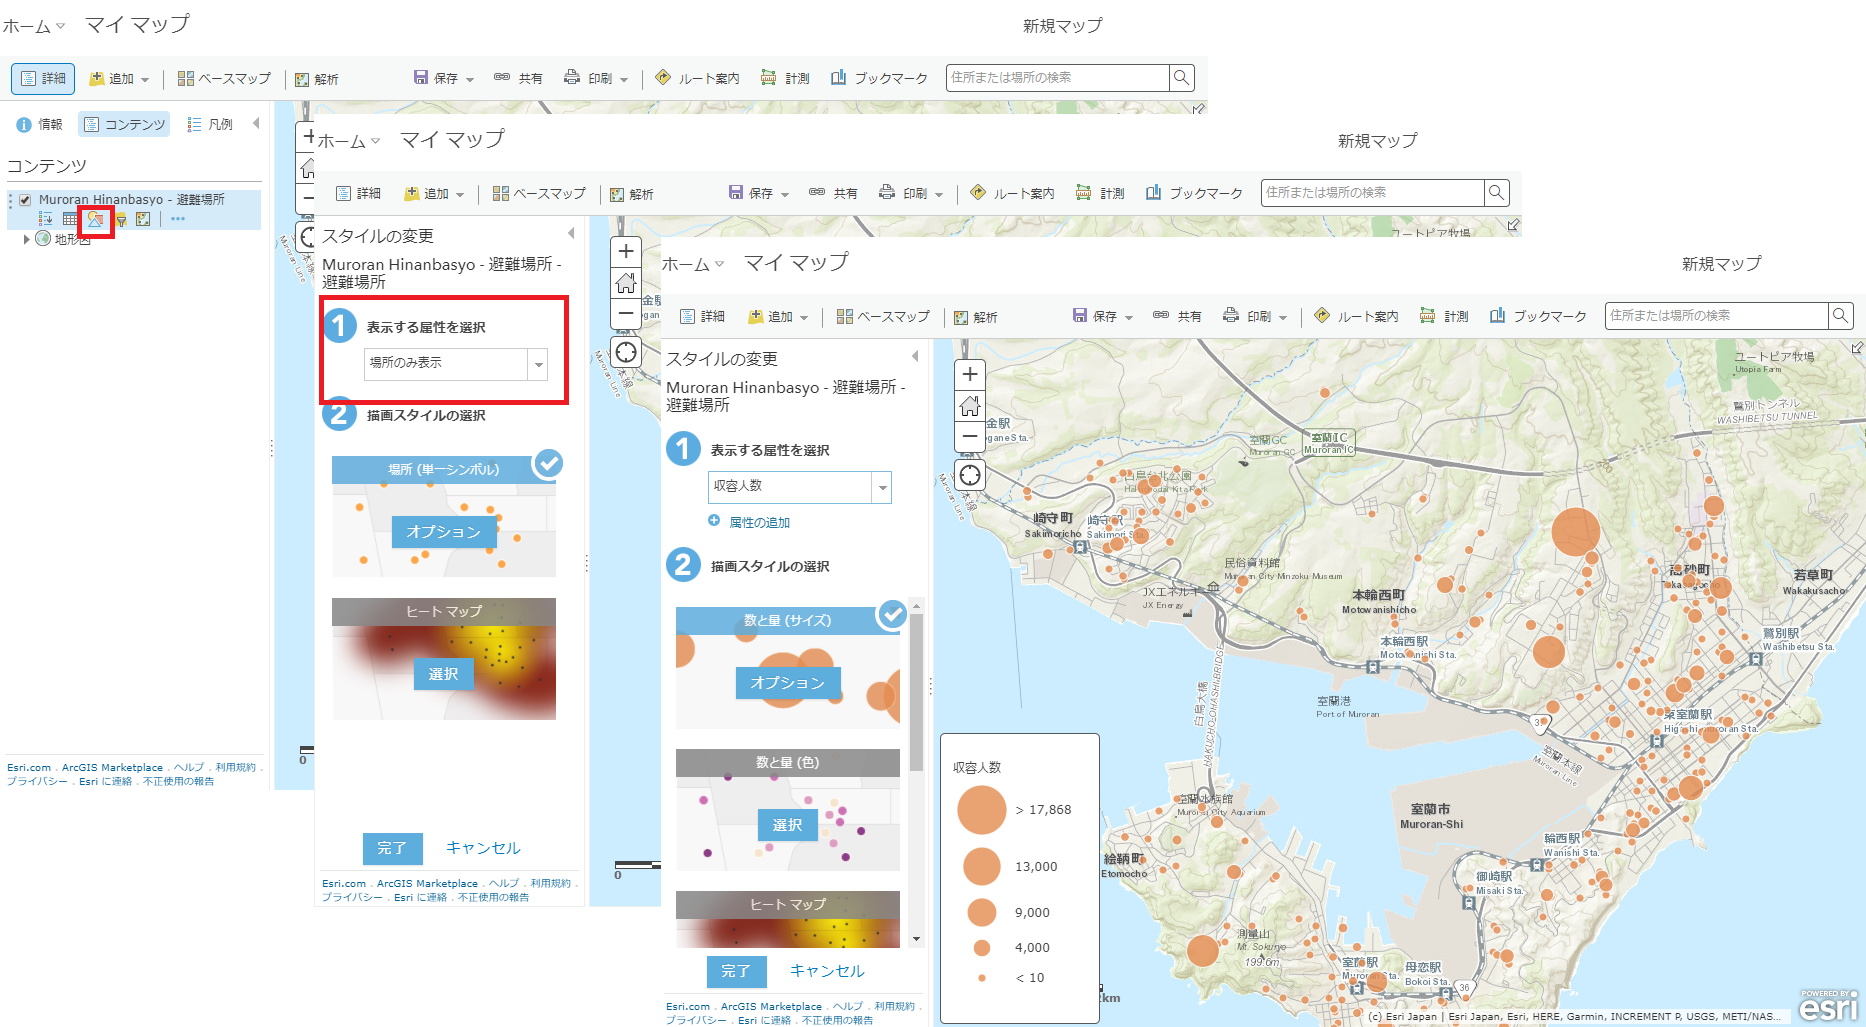 ホーム マイ マップ 新規マップ
詳細 追加 ベースマップ 解析 保存 共有 印刷 ルート案内 計測 ブックマーク 住所または場所の検索
情報 コンテンツ 凡例
コンテンツ
Muroran Hinanbasyo - 避難場所
地形図
Esri.com . ArcGIS Marketplace . ヘルプ . 利用規約 .
プライバシー . Esri に連絡 . 不正使用の報告
0
ホーム マイ マップ 新規マップ
詳細 追加 ベースマップ 解析 保存 共有 印刷 ルート案内 計測 ブックマーク 住所または場所の検索
スタイルの変更
Muroran Hinanbasyo - 避難場所 -
避難場所
1 表示する属性を選択
場所のみ表示
2 描画スタイルの選択
場所 (単一シンボル)
オプション
ヒート マップ
選択
完了 キャンセル
Esri.com . ArcGIS Marketplace . ヘルプ . 利用規約 .
プライバシー . Esri に連絡 . 不正使用の報告
0
ホーム マイ マップ 新規マップ
詳細 追加 ベースマップ 解析 保存 共有 印刷 ルート案内 計測 ブックマーク 住所または場所の検索
スタイルの変更
Muroran Hinanbasyo - 避難場所 -
避難場所
1 表示する属性を選択
収容人数
属性の追加
2 描画スタイルの選択
数と量 (サイズ)
オプション
数と量 (色)
選択
ヒート マップ
完了 キャンセル
Esri.com . ArcGIS Marketplace . ヘルプ . 利用規約 .
プライバシー . Esri に連絡 . 不正使用の報告
ユートピア牧場
Utopia Farm
鷲別トンネル
WASHIBETSU TUNNEL
室蘭GC
Muroran GC
室蘭IC
Muroran IC
崎守町
Sakimoricho
崎守駅
Sakimori Sta.
民俗資料館
Muroran City Minzoku Museum
JXエネルギー
JX Energy
本輪西町
Motowanishicho
本輪西駅
Motowanishi Sta.
高砂町
Takasagocho
若草町
Wakakusacho
鷲別駅
Washibetsu Sta.
白鳥大橋
HAKUCHO-OHASHI BRIDGE
室蘭港
Port of Muroran
東室蘭駅
Higashi-Muroran Sta.
室蘭本線
Muroran Line
室蘭水族館
Muroran City Aquarium
室蘭市
Muroran-Shi
輪西駅
Wanishi Sta.
御崎駅
Misaki Sta.
絵鞆町
Etomocho
測量山
Mt. Sokuryo
199.6m
室蘭駅
Muroran Sta.
母恋駅
Bokoi Sta.
36
収容人数
> 17,868
13,000
9,000
4,000
< 10
(c) Esri Japan | Esri Japan, Esri, HERE, Garmin, INCREMENT P, USGS, METI/NAS...
POWERED BY
esri